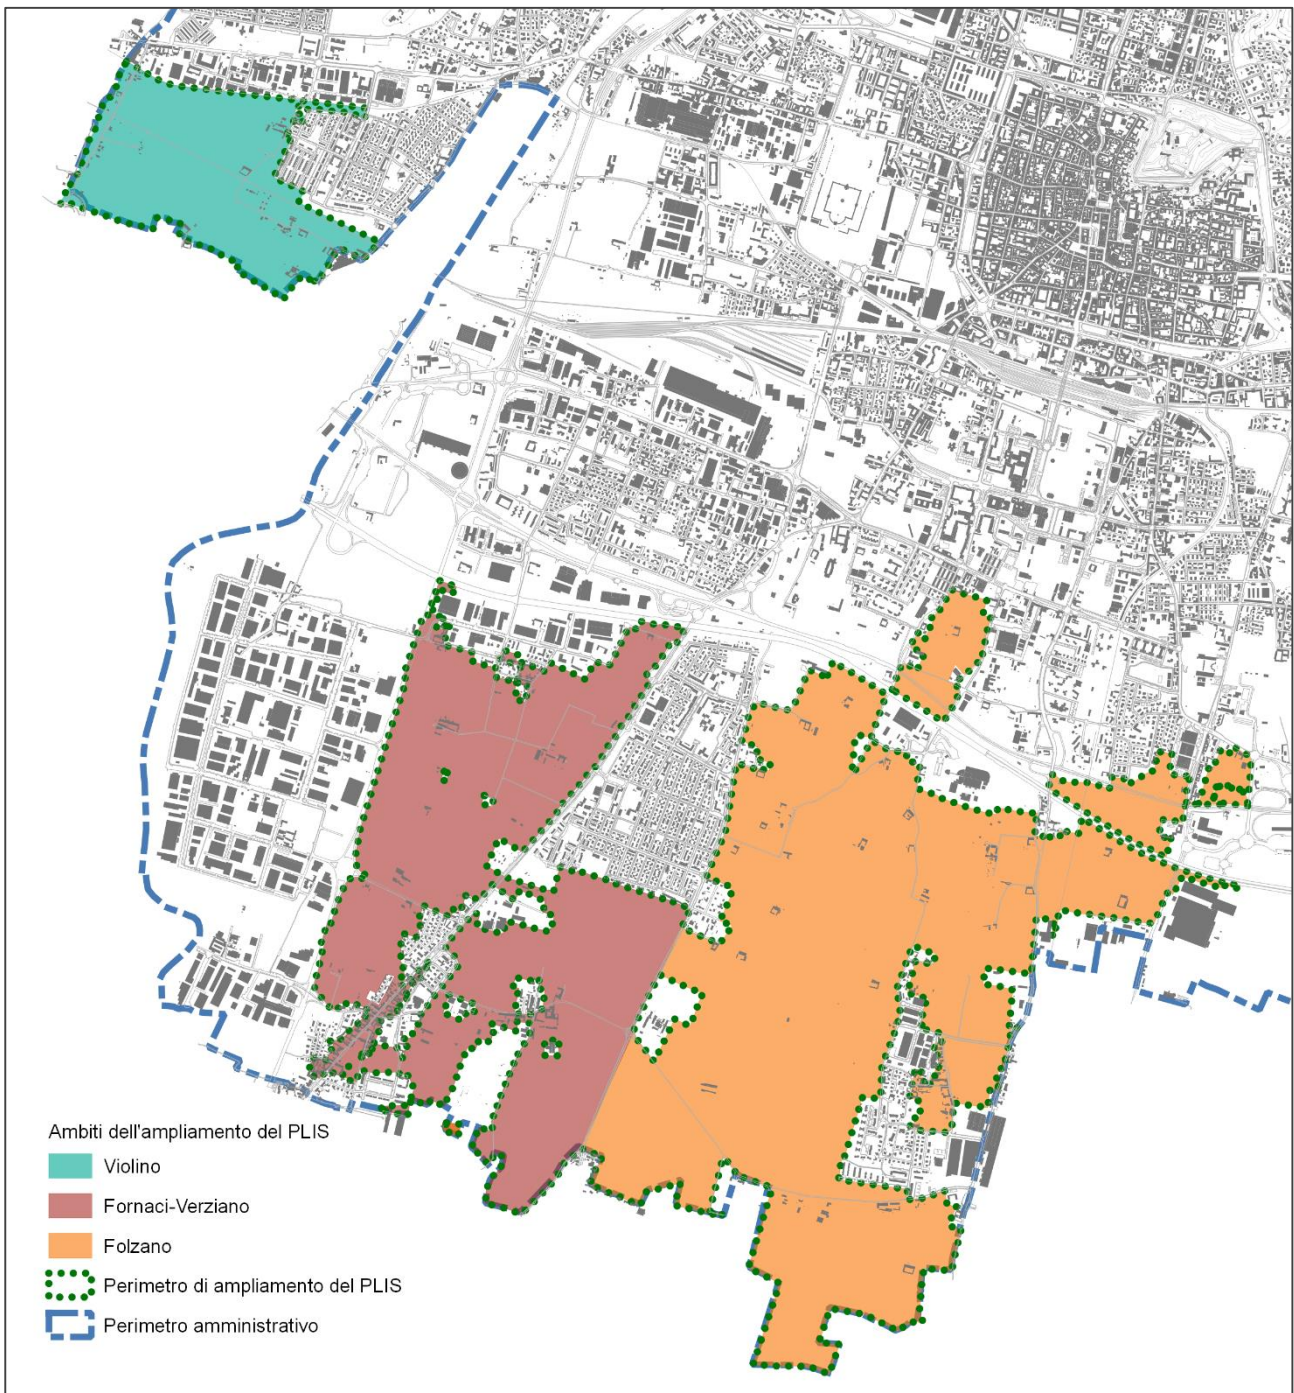 Ambiti dell'ampliamento del PLIS
Violino
Fornaci-Verziano
Folzano
Perimetro di ampliamento del PLIS
Perimetro amministrativo